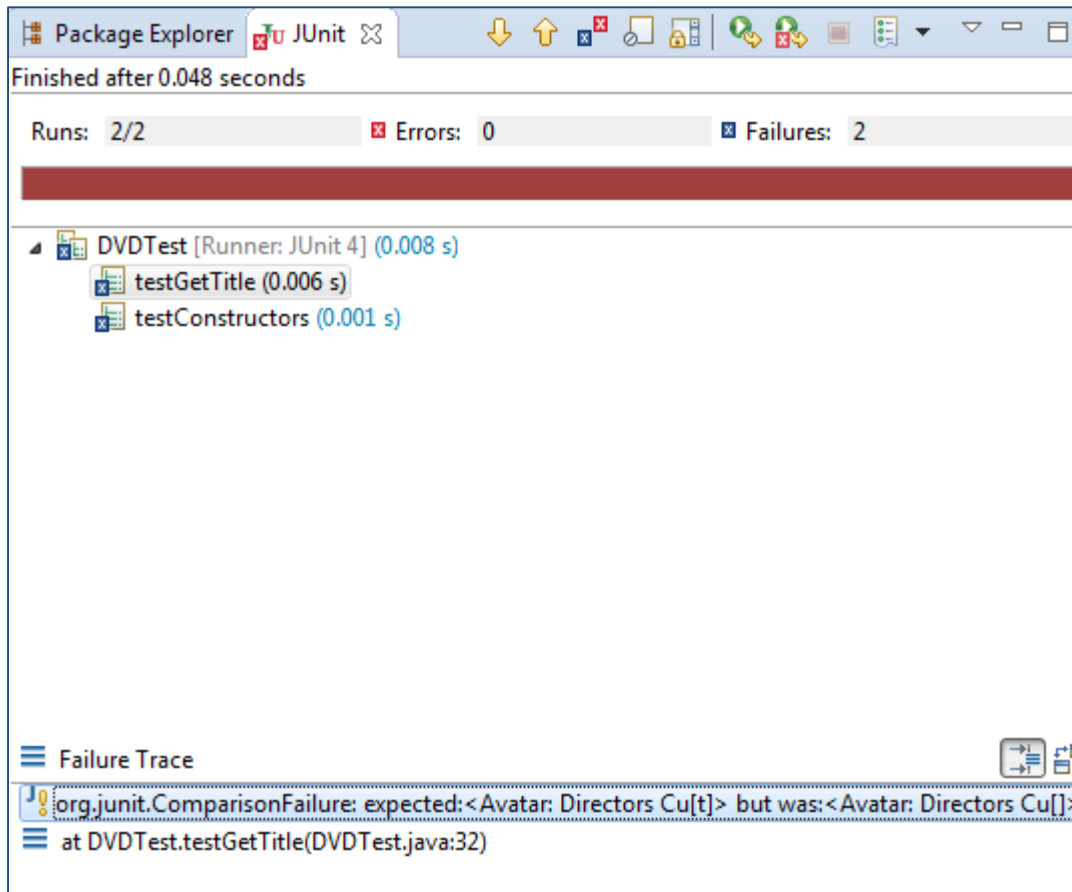 Package Explorer JUnit
Finished after 0.048 seconds
Runs: 2/2 Errors: 0 Failures: 2
DVDTest [Runner: JUnit 4] (0.008 s)
testGetTitle (0.006 s)
testConstructors (0.001 s)
Failure Trace
org.junit.ComparisonFailure: expected:<Avatar: Directors Cu[t]> but was:<Avatar: Directors Cu[]>
at DVDTest.testGetTitle(DVDTest.java:32)